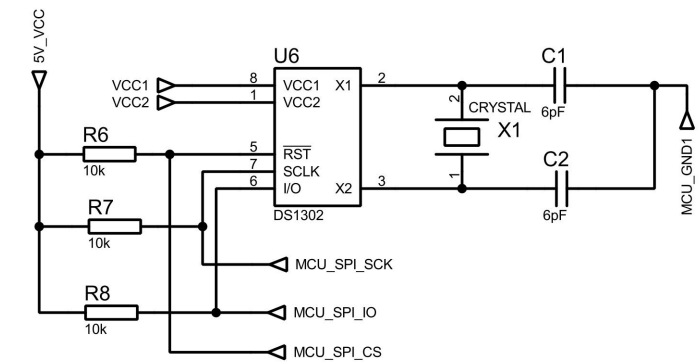 5V_VCC
U6
C1
VCC1 8 VCC1 X1 2
VCC2 1 VCC2
2 CRYSTAL
X1
6pF
MCU_GND1
R6
10k
5 RST
7 SCLK
6 I/O X2 3
1
C2
6pF
DS1302
R7
10k
MCU_SPI_SCK
R8
10k
MCU_SPI_IO
MCU_SPI_CS